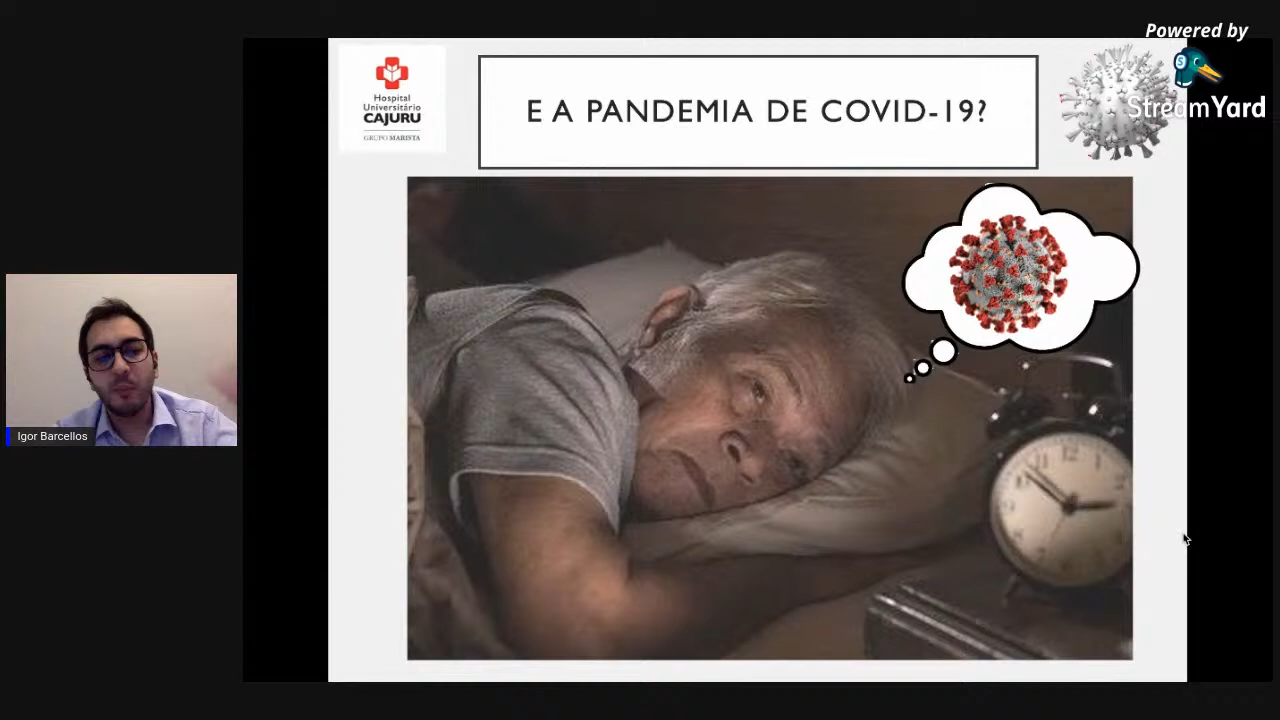 Powered by
StreamYard
Hospital
Universitário
CAJURU
GRUPO MARISTA
E A PANDEMIA DE COVID-19?
Igor Barcellos